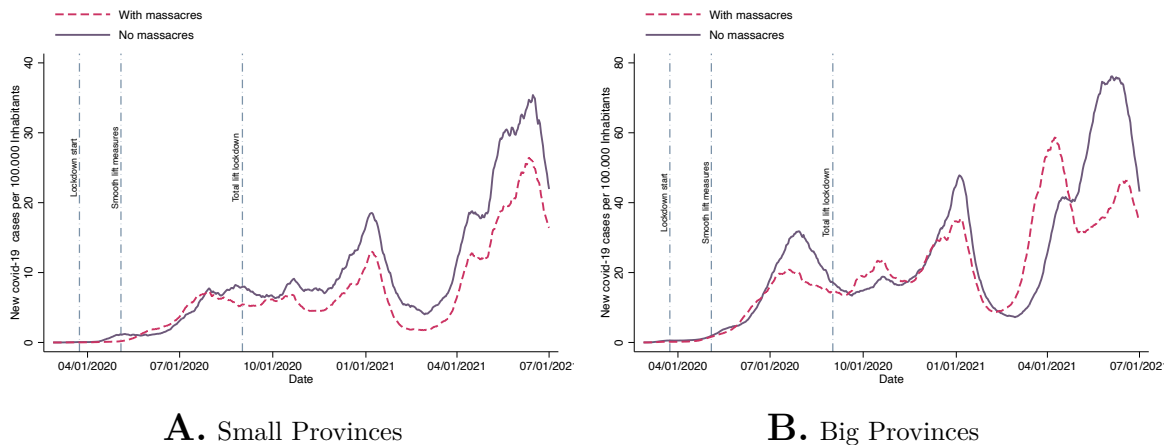 With massacres
No massacres
New covid-19 cases per 100.000 Inhabitants
40
30
20
10
0
Lockdown start
Smooth lift measures
Total lift lockdown
04/01/2020 07/01/2020 10/01/2020 01/01/2021 04/01/2021 07/01/202
Date
A. Small Provinces
With massacres
No massacres
New covid-19 cases per 100.000 Inhabitants
80
60
40
20
0
Lockdown start
Smooth lift measures
Total lift lockdown
04/01/2020 07/01/2020 10/01/2020 01/01/2021 04/01/2021 07/01/202
Date
B. Big Provinces